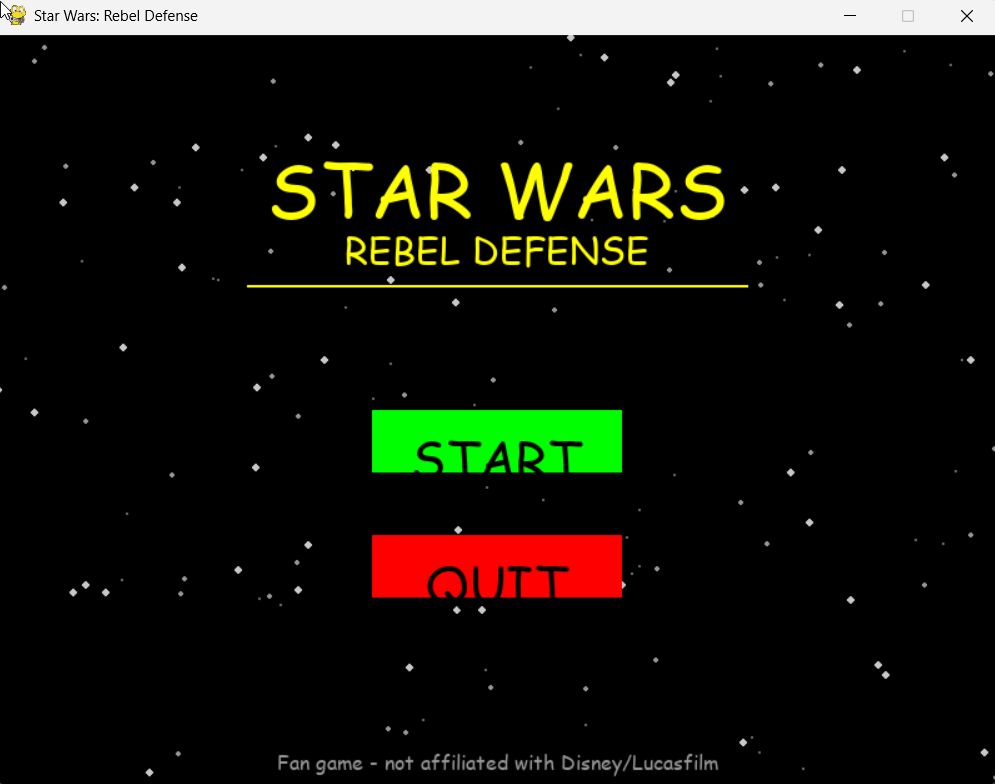 Star Wars: Rebel Defense
STAR WARS
REBEL DEFENSE
START
QUIT
Fan game - not affiliated with Disney/Lucasfilm